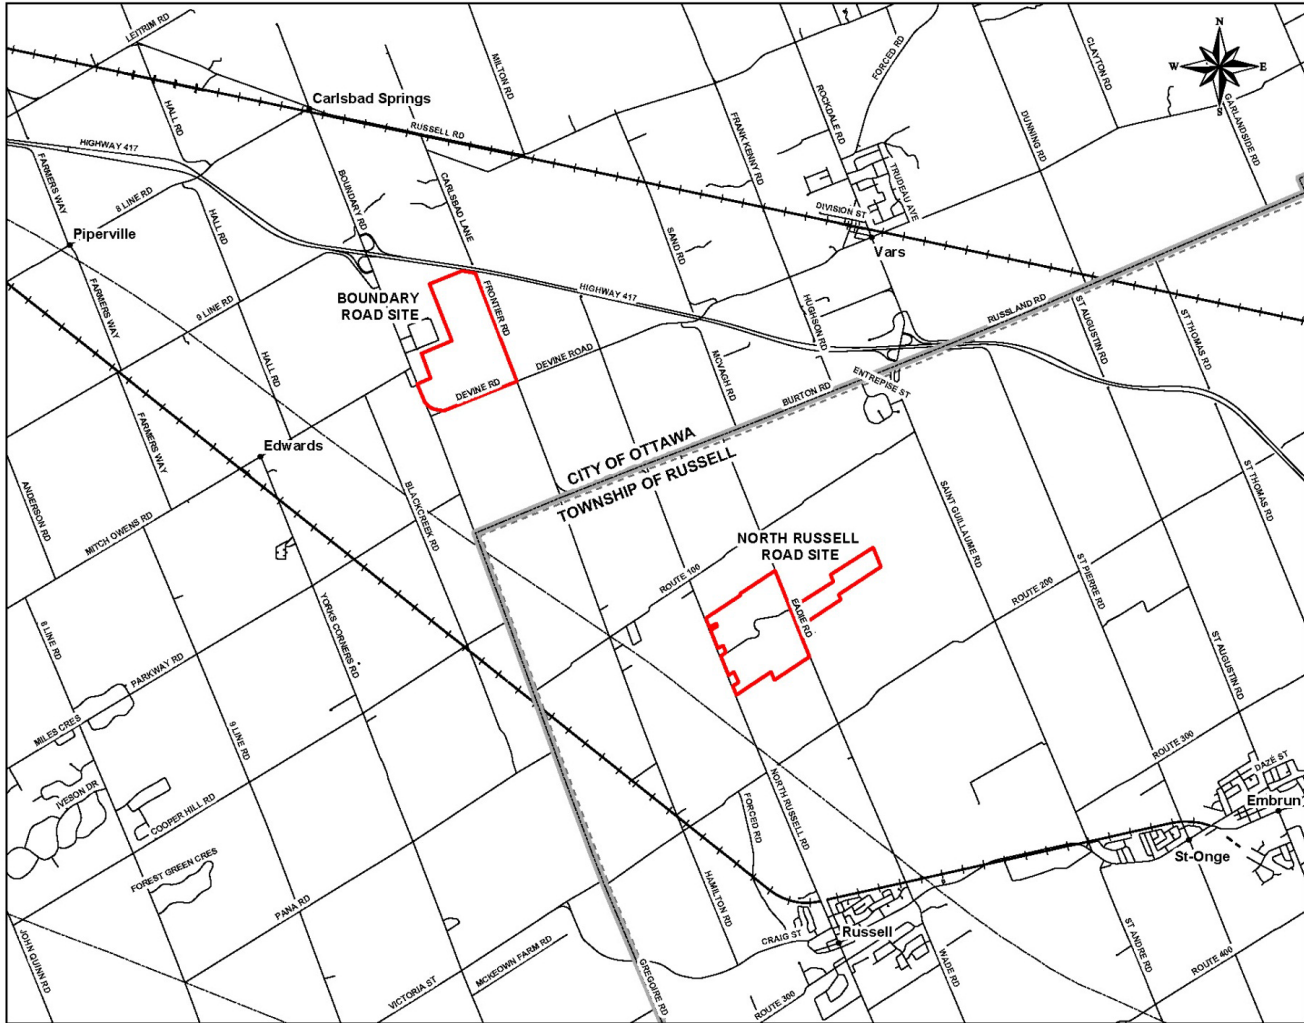 LEITRIM RD
MILTON RD
FORCED RD
CLAYTON RD
N
W
E
S
Carlsbad Springs
HALL RD
ROCKDALE RD
GARLANDSIDE RD
RUSSELL RD
FRANK KENNY RD
DUNNING RD
HIGHWAY 417
FARMERS WAY
8 LINE RD
BOUNDARY RD
CARLSBAD LANE
TRUDEAU AVE
DIVISION ST
HALL RD
Piperville
SAND RD
Vars
FARMERS WAY
9 LINE RD
BOUNDARY
ROAD SITE
FRONTIER RD
HIGHWAY 417
HUGHSON RD
RUSSLAND RD
ST AUGUSTIN RD
ST THOMAS RD
HALL RD
DEVINE ROAD
MCVAGH RD
ENTREPISE ST
DEVINE RD
BURTON RD
FARMERS WAY
Edwards
CITY OF OTTAWA
TOWNSHIP OF RUSSELL
ANDERSON RD
MITCH OWENS RD
BLACKCREEK RD
SAINT GUILLAUME RD
ST THOMAS RD
NORTH RUSSELL
ROAD SITE
ROUTE 100
EADIE RD
ST PIERRE RD
ROUTE 200
8 LINE RD
YORKS CORNERS RD
PARKWAY RD
ST AUGUSTIN RD
MILES CRES
9 LINE RD
ROUTE 300
IVESON DR
COOPER HILL RD
NORTH RUSSELL RD
FORCED RD
DAZÉ ST
Embrun
St-Onge
FOREST GREEN CRES
PANA RD
HAMILTON RD
CRAIG ST
Russell
JOHN QUINN RD
VICTORIA ST
MCKEOWN FARM RD
GREGOIRE RD
ROUTE 300
WADE RD
ST ANDRE RD
ROUTE 400